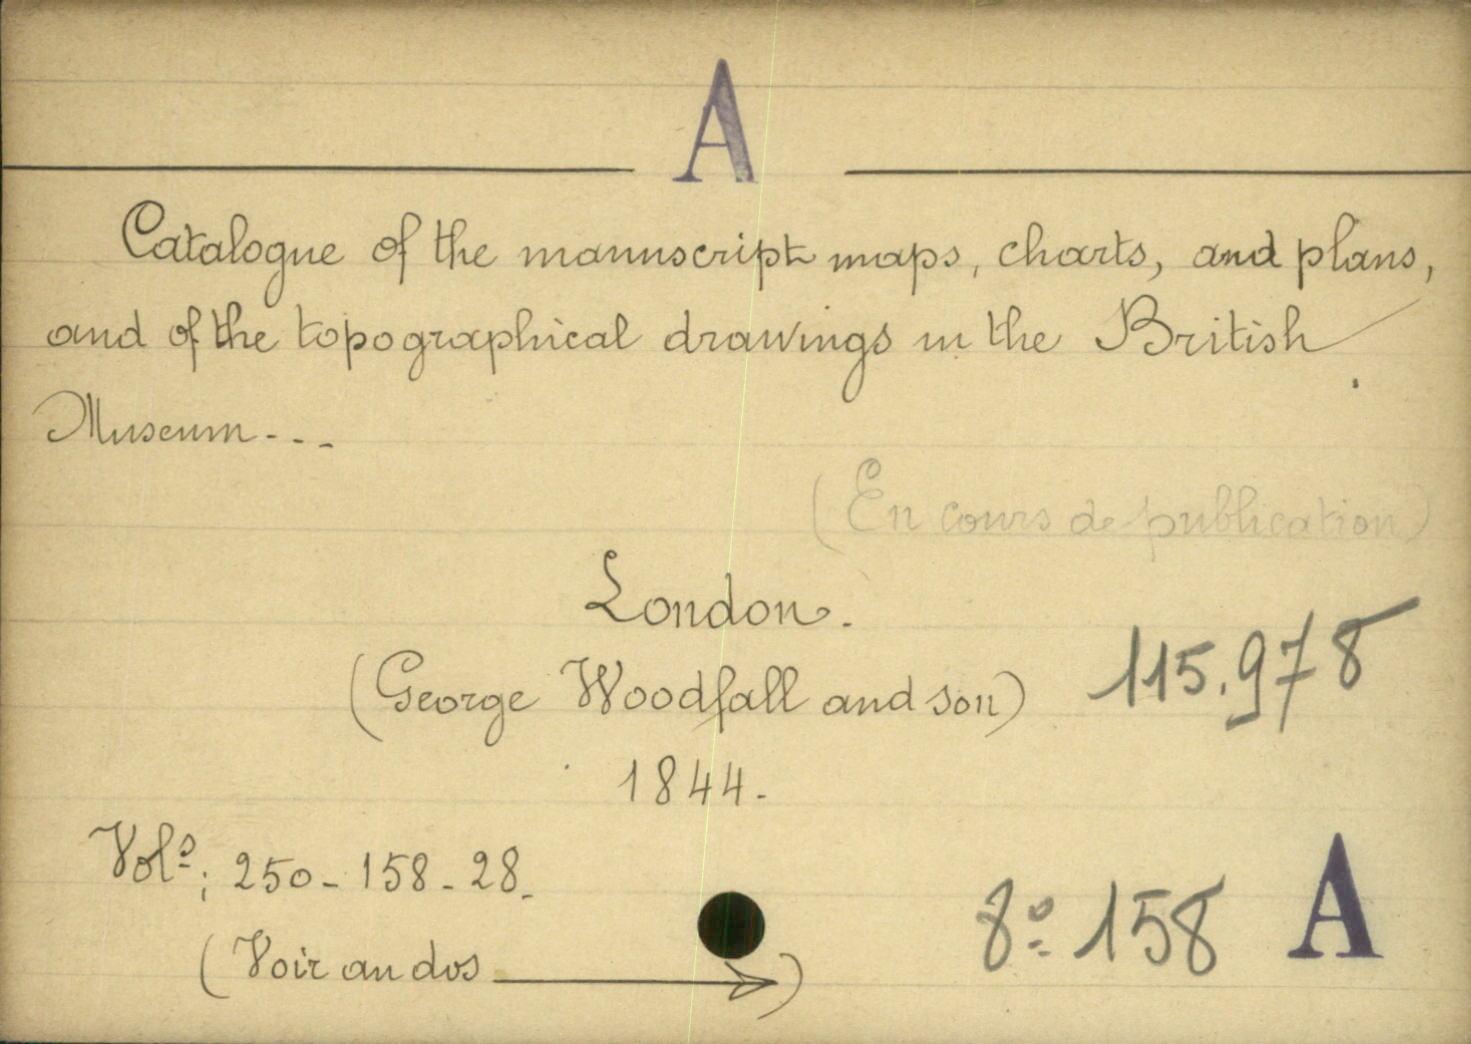 A
Catalogue of the manuscript maps, charts, and plans,
and of the topographical drawings in the British
Museum - - -
(En cours de publication)
London.
(George Woodfall and son)
115.978
1844.
Vols; 250 - 158 - 28.
8º 158 A
(Voir au dos →)